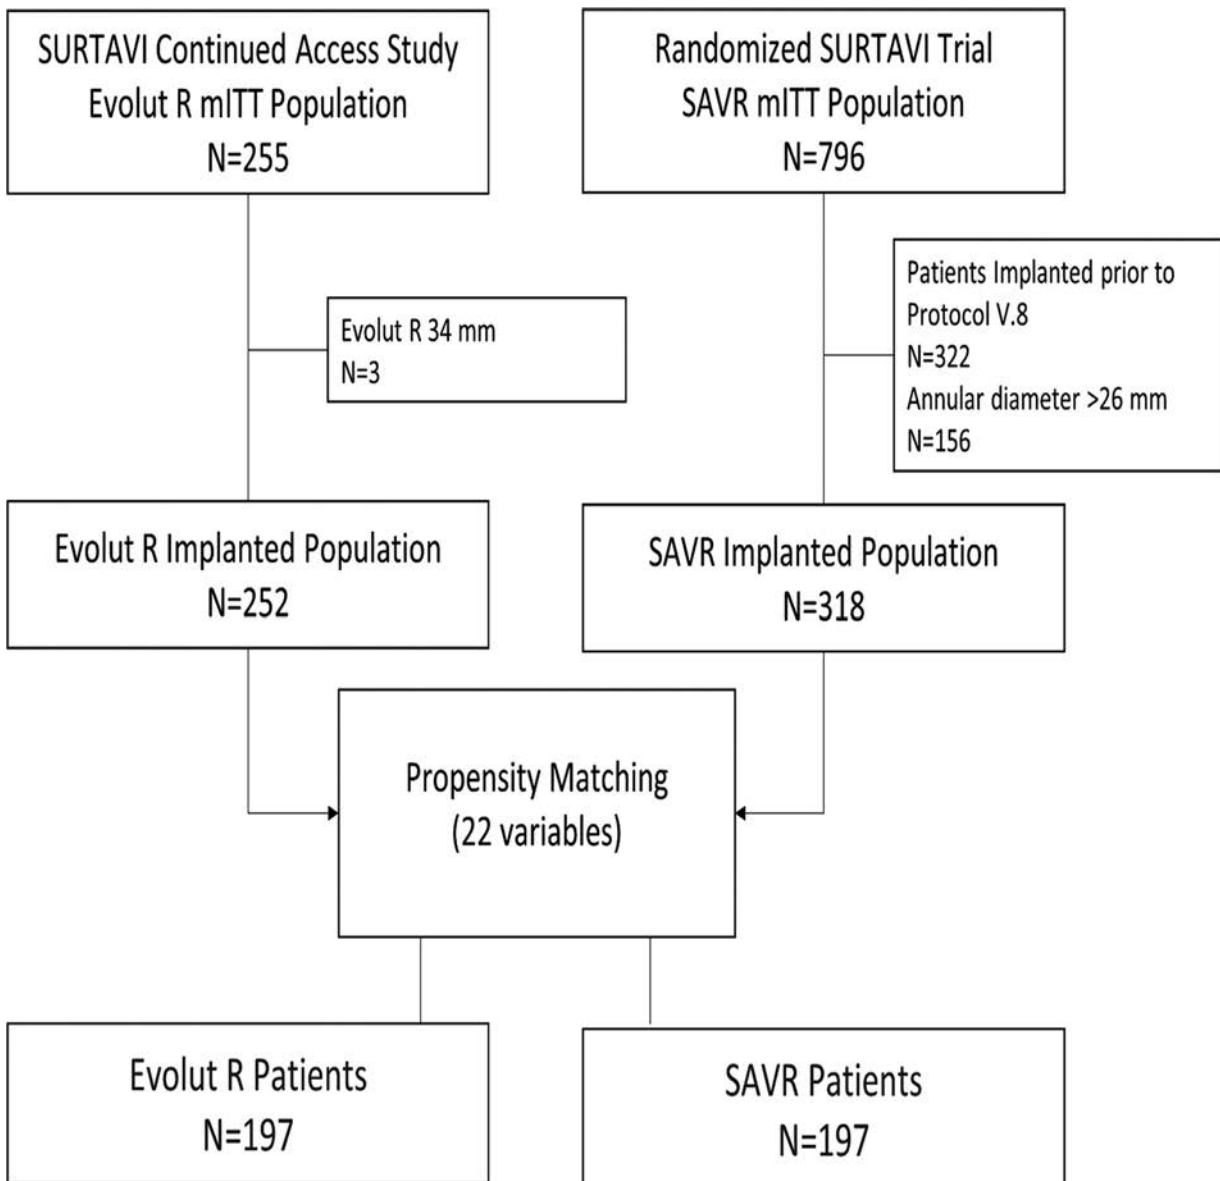 SURTAVI Continued Access Study
Evolut R mITT Population
N=255
Randomized SURTAVI Trial
SAVR mITT Population
N=796
Evolut R 34 mm
N=3
Patients Implanted prior to
Protocol V.8
N=322
Annular diameter >26 mm
N=156
Evolut R Implanted Population
N=252
SAVR Implanted Population
N=318
Propensity Matching
(22 variables)
Evolut R Patients
N=197
SAVR Patients
N=197